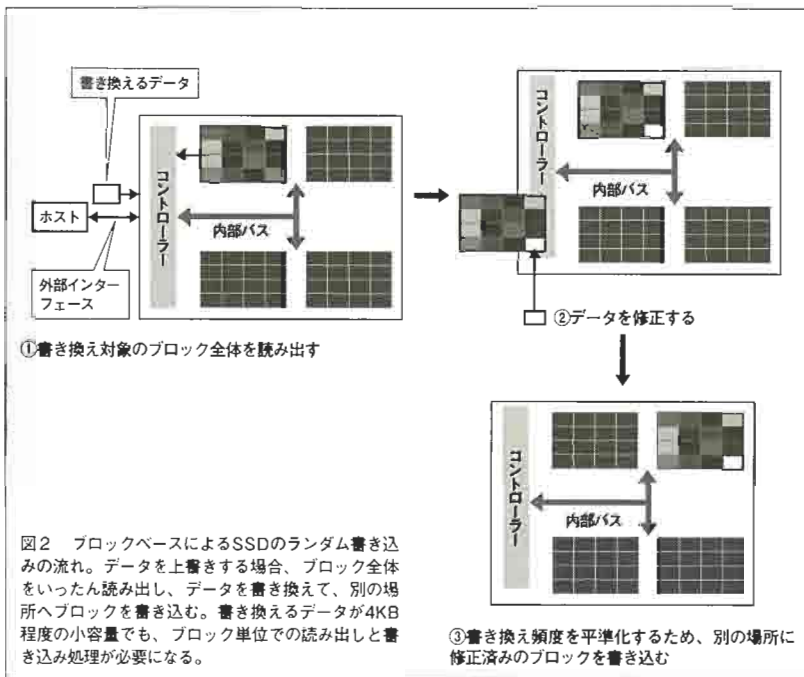 書き換えるデータ
ホスト
外部インター
フェース
コントローラー
内部バス
①書き換え対象のブロック全体を読み出す
コントローラー
内部バス
②データを修正する
コントローラー
内部バス
③書き換え頻度を平準化するため、別の場所に
修正済みのブロックを書き込む
図2　ブロックベースによるSSDのランダム書き込
みの流れ。データを上書きする場合、ブロック全体
をいったん読み出し、データを書き換えて、別の場
所へブロックを書き込む。書き換えるデータが4KB
程度の小容量でも、ブロック単位での読み出しと書
き込み処理が必要になる。